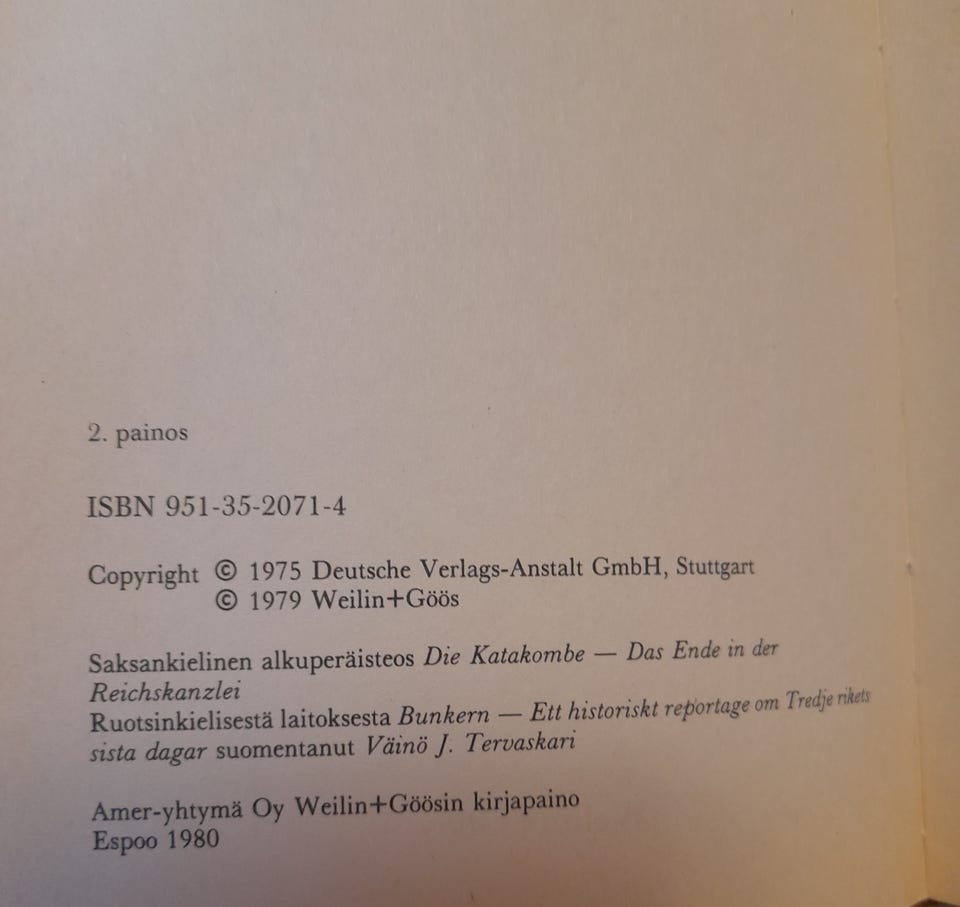 2. painos
ISBN 951-35-2071-4
Copyright © 1975 Deutsche Verlags-Anstalt GmbH, Stuttgart
© 1979 Weilin+Göös
Saksankielinen alkuperäisteos Die Katakombe — Das Ende in der
Reichskanzlei
Ruotsinkielisestä laitoksesta Bunkern — Ett historiskt reportage om Tredje rikets
sista dagar suomentanut Väinö J. Tervaskari
Amer-yhtymä Oy Weilin+Göösin kirjapaino
Espoo 1980